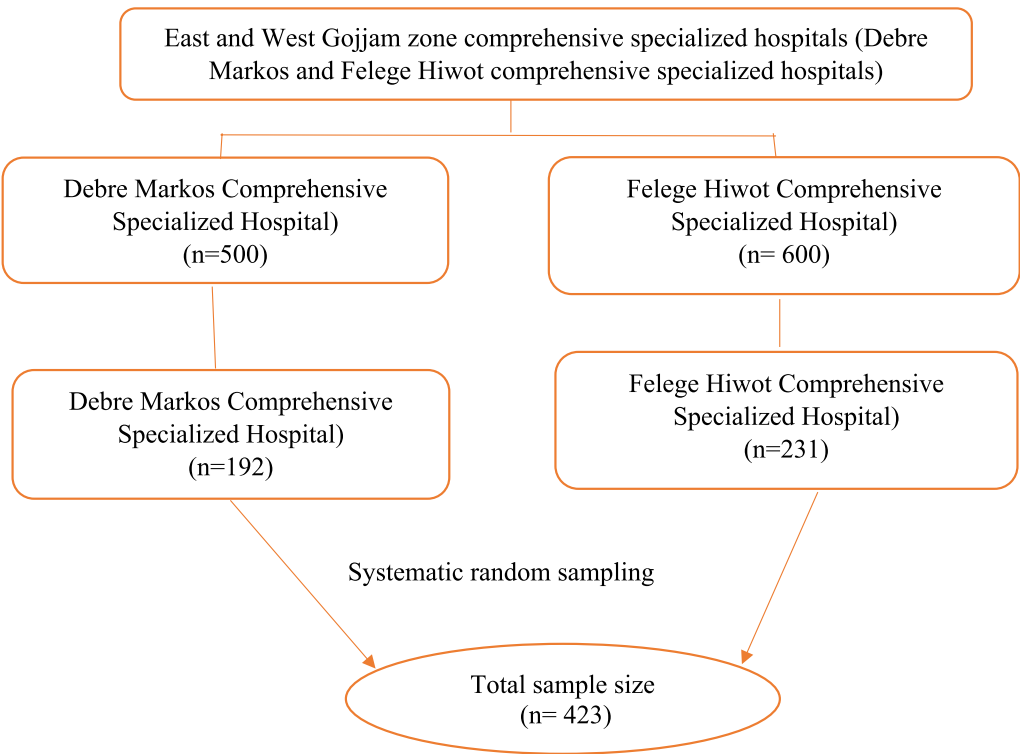 East and West Gojjam zone comprehensive specialized hospitals (Debre
Markos and Felege Hiwot comprehensive specialized hospitals)
Debre Markos Comprehensive
Specialized Hospital)
(n=500)
Felege Hiwot Comprehensive
Specialized Hospital)
(n= 600)
Debre Markos Comprehensive
Specialized Hospital)
(n=192)
Felege Hiwot Comprehensive
Specialized Hospital)
(n=231)
Systematic random sampling
Total sample size
(n= 423)